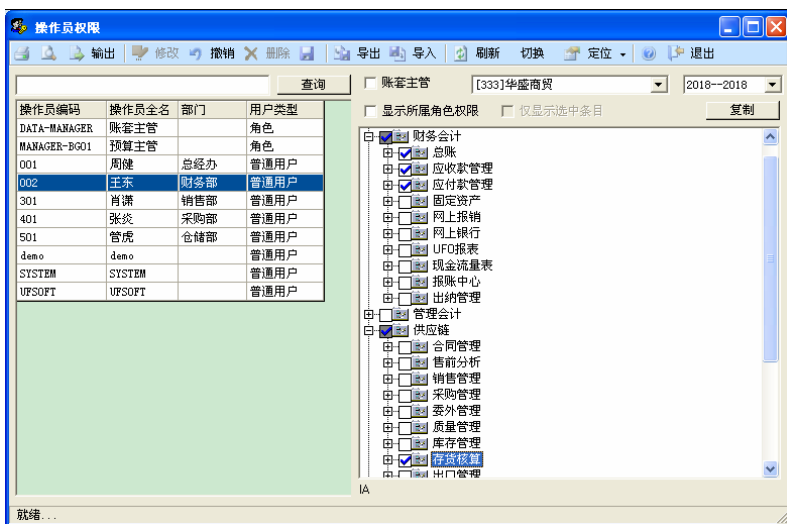 操作员权限
输出 修改 撤销 删除 导出 导入 刷新 切换 定位 退出
查询 账套主管 [333]华盛商贸 2018--2018
显示所属角色权限 仅显示选中条目 复制
操作员编码 操作员全名 部门 用户类型
DATA-MANAGER 账套主管 角色
MANAGER-BG01 预算主管 角色
001 周健 总经办 普通用户
002 王东 财务部 普通用户
301 肖潇 销售部 普通用户
401 张炎 采购部 普通用户
501 管虎 仓储部 普通用户
demo demo 普通用户
SYSTEM SYSTEM 普通用户
UFSOFT UFSOFT 普通用户
财务会计
总账
应收款管理
应付款管理
固定资产
网上报销
网上银行
UFO报表
现金流量表
报账中心
出纳管理
管理会计
供应链
合同管理
售前分析
销售管理
采购管理
委外管理
质量管理
库存管理
存货核算
出口管理
IA
就绪...